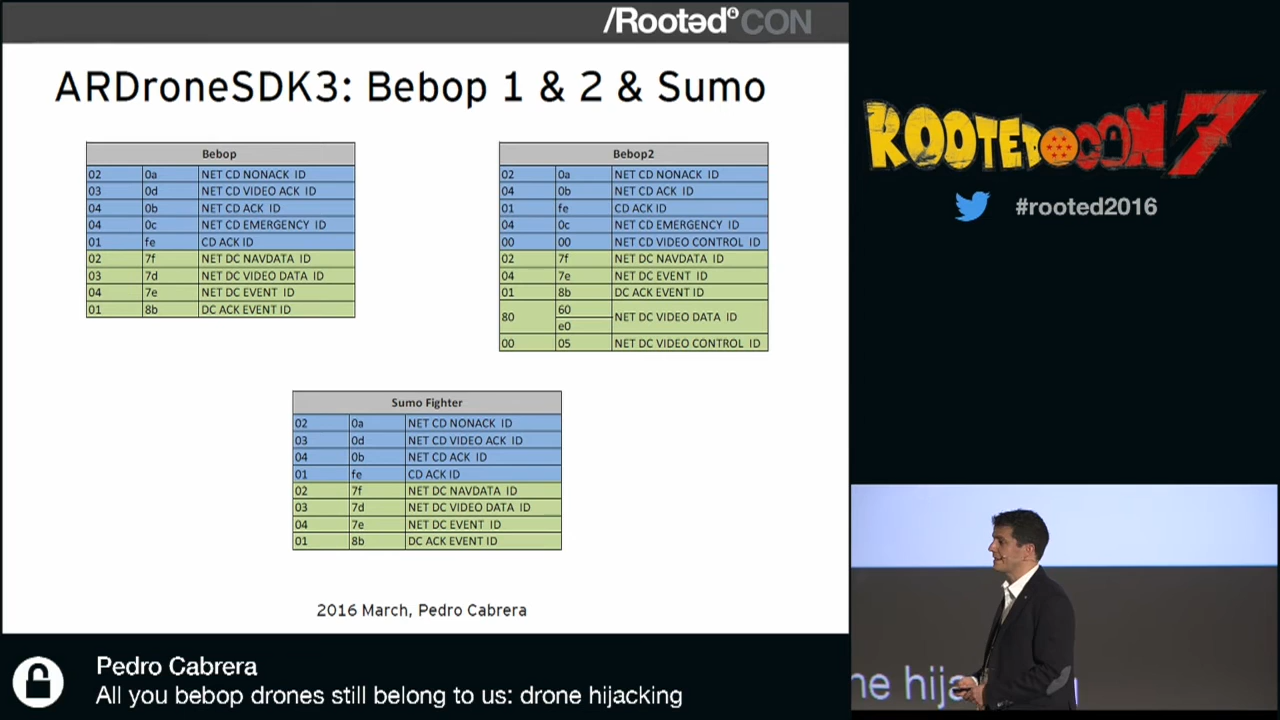 /Rooted CON
ARDroneSDK3: Bebop 1 & 2 & Sumo
Bebop
02 0a NET CD NONACK ID
03 0d NET CD VIDEO ACK ID
04 0b NET CD ACK ID
04 0c NET CD EMERGENCY ID
01 fe CD ACK ID
02 7f NET DC NAVDATA ID
03 7d NET DC VIDEO DATA ID
04 7e NET DC EVENT ID
01 8b DC ACK EVENT ID
Bebop2
02 0a NET CD NONACK ID
04 0b NET CD ACK ID
01 fe CD ACK ID
04 0c NET CD EMERGENCY ID
00 00 NET CD VIDEO CONTROL ID
02 7f NET DC NAVDATA ID
04 7e NET DC EVENT ID
01 8b DC ACK EVENT ID
80 60 NET DC VIDEO DATA ID
e0
00 05 NET DC VIDEO CONTROL ID
Sumo Fighter
02 0a NET CD NONACK ID
03 0d NET CD VIDEO ACK ID
04 0b NET CD ACK ID
01 fe CD ACK ID
02 7f NET DC NAVDATA ID
03 7d NET DC VIDEO DATA ID
04 7e NET DC EVENT ID
01 8b DC ACK EVENT ID
2016 March, Pedro Cabrera
ROOTEDCON 7
#rooted2016
ne hija
Pedro Cabrera
All you bebop drones still belong to us: drone hijacking